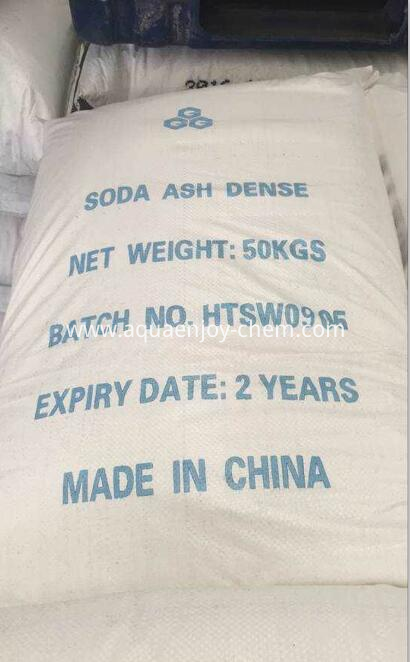 SODA ASH DENSE
NET WEIGHT: 50KGS
BATCH NO. HTSW0905
www.aquaenjoy-chem.com
EXPIRY DATE: 2 YEARS
MADE IN CHINA